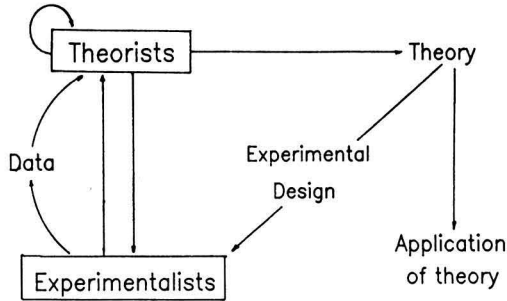 Theorists
Theory
Data
Experimental
Design
Experimentalists
Application
of theory